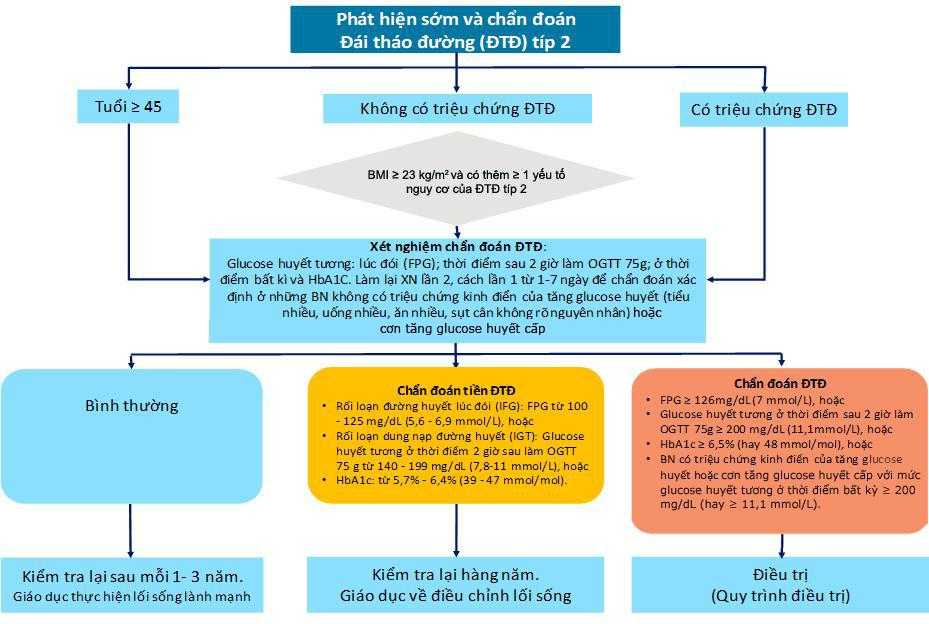 Phát hiện sớm và chẩn đoán
Đái tháo đường (ĐTĐ) típ 2
Tuổi ≥ 45
Không có triệu chứng ĐTĐ
Có triệu chứng ĐTĐ
BMI ≥ 23 kg/m² và có thêm ≥ 1 yếu tố
nguy cơ của ĐTĐ típ 2
Xét nghiệm chẩn đoán ĐTĐ:
Glucose huyết tương: lúc đói (FPG); thời điểm sau 2 giờ làm OGTT 75g; ở thời
điểm bất kì và HbA1C. Làm lại XN lần 2, cách lần 1 từ 1-7 ngày để chẩn đoán xác
định ở những BN không có triệu chứng kinh điển của tăng glucose huyết (tiểu
nhiều, uống nhiều, ăn nhiều, sụt cân không rõ nguyên nhân) hoặc
cơn tăng glucose huyết cấp
Bình thường
Chẩn đoán tiền ĐTĐ
• Rối loạn đường huyết lúc đói (IFG): FPG từ 100
- 125 mg/dL (5,6 - 6,9 mmol/L), hoặc
• Rối loạn dung nạp đường huyết (IGT): Glucose
huyết tương ở thời điểm 2 giờ sau làm OGTT
75 g từ 140 - 199 mg/dL (7,8-11 mmol/L), hoặc
• HbA1c: từ 5,7% - 6,4% (39 - 47 mmol/mol).
Chẩn đoán ĐTĐ
• FPG ≥ 126mg/dL (7 mmol/L), hoặc
• Glucose huyết tương ở thời điểm sau 2 giờ làm
OGTT 75g ≥ 200 mg/dL (11,1mmol/L), hoặc
• HbA1c ≥ 6,5% (hay 48 mmol/mol), hoặc
• BN có triệu chứng kinh điển của tăng glucose
huyết hoặc cơn tăng glucose huyết cấp với mức
glucose huyết tương ở thời điểm bất kỳ ≥ 200
mg/dL (hay ≥ 11,1 mmol/L).
Kiểm tra lại sau mỗi 1- 3 năm.
Giáo dục thực hiện lối sống lành mạnh
Kiểm tra lại hàng năm.
Giáo dục về điều chỉnh lối sống
Điều trị
(Quy trình điều trị)